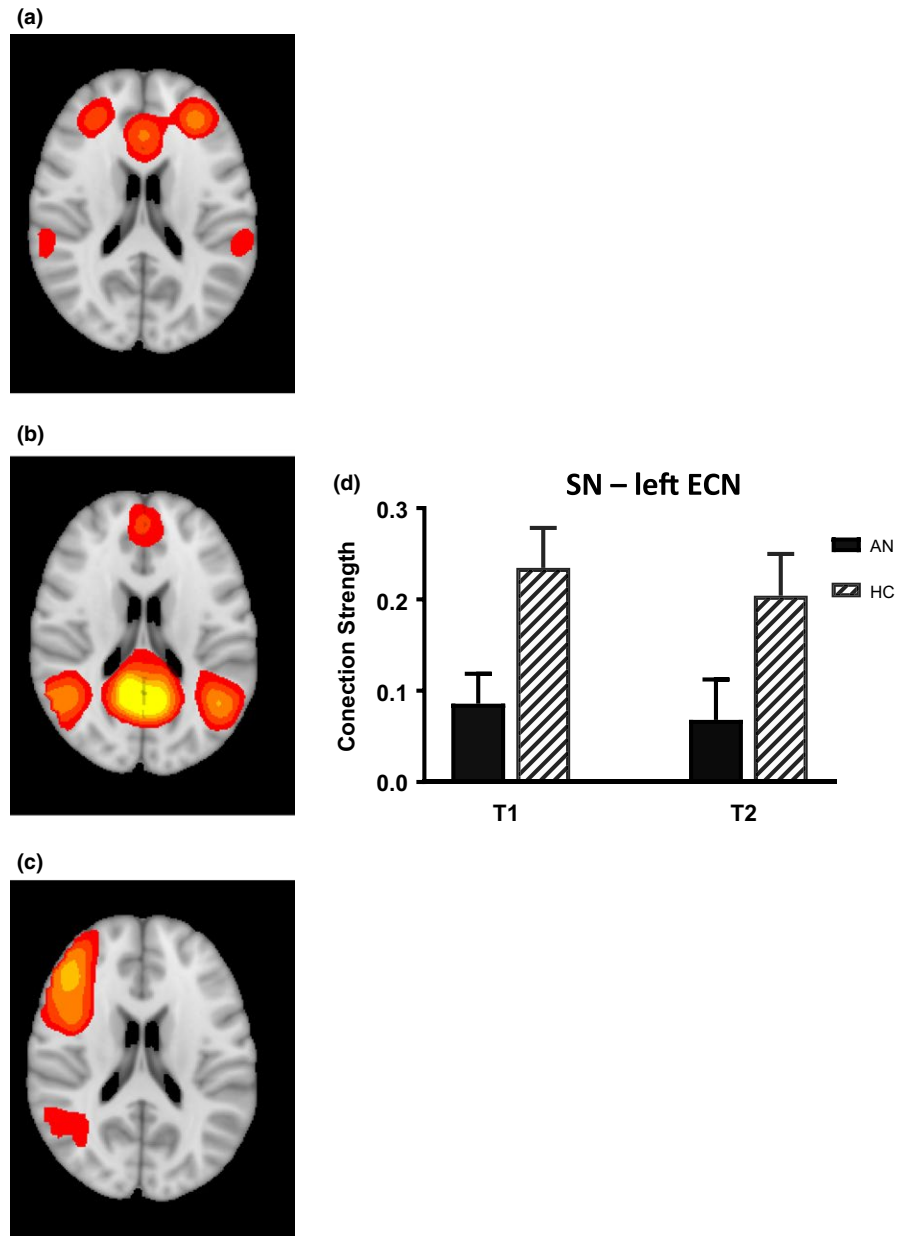 (a)
(b)
(d)
SN – left ECN
Conection Strength
0.3
0.2
0.1
0.0
T1
T2
AN
HC
(c)